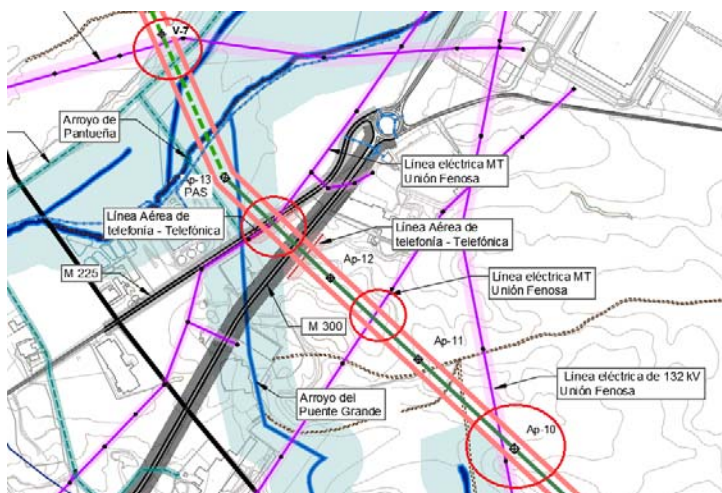 V-7
Arroyo de
Pantueña
Línea eléctrica MT
Unión Fenosa
Ap-13
PAS
Línea Aérea de
telefonía - Telefónica
Línea Aérea de
telefonía - Telefónica
M 225
Ap-12
Línea eléctrica MT
Unión Fenosa
M 300
Ap-11
Línea eléctrica de 132 kV
Unión Fenosa
Arroyo del
Puente Grande
Ap-10